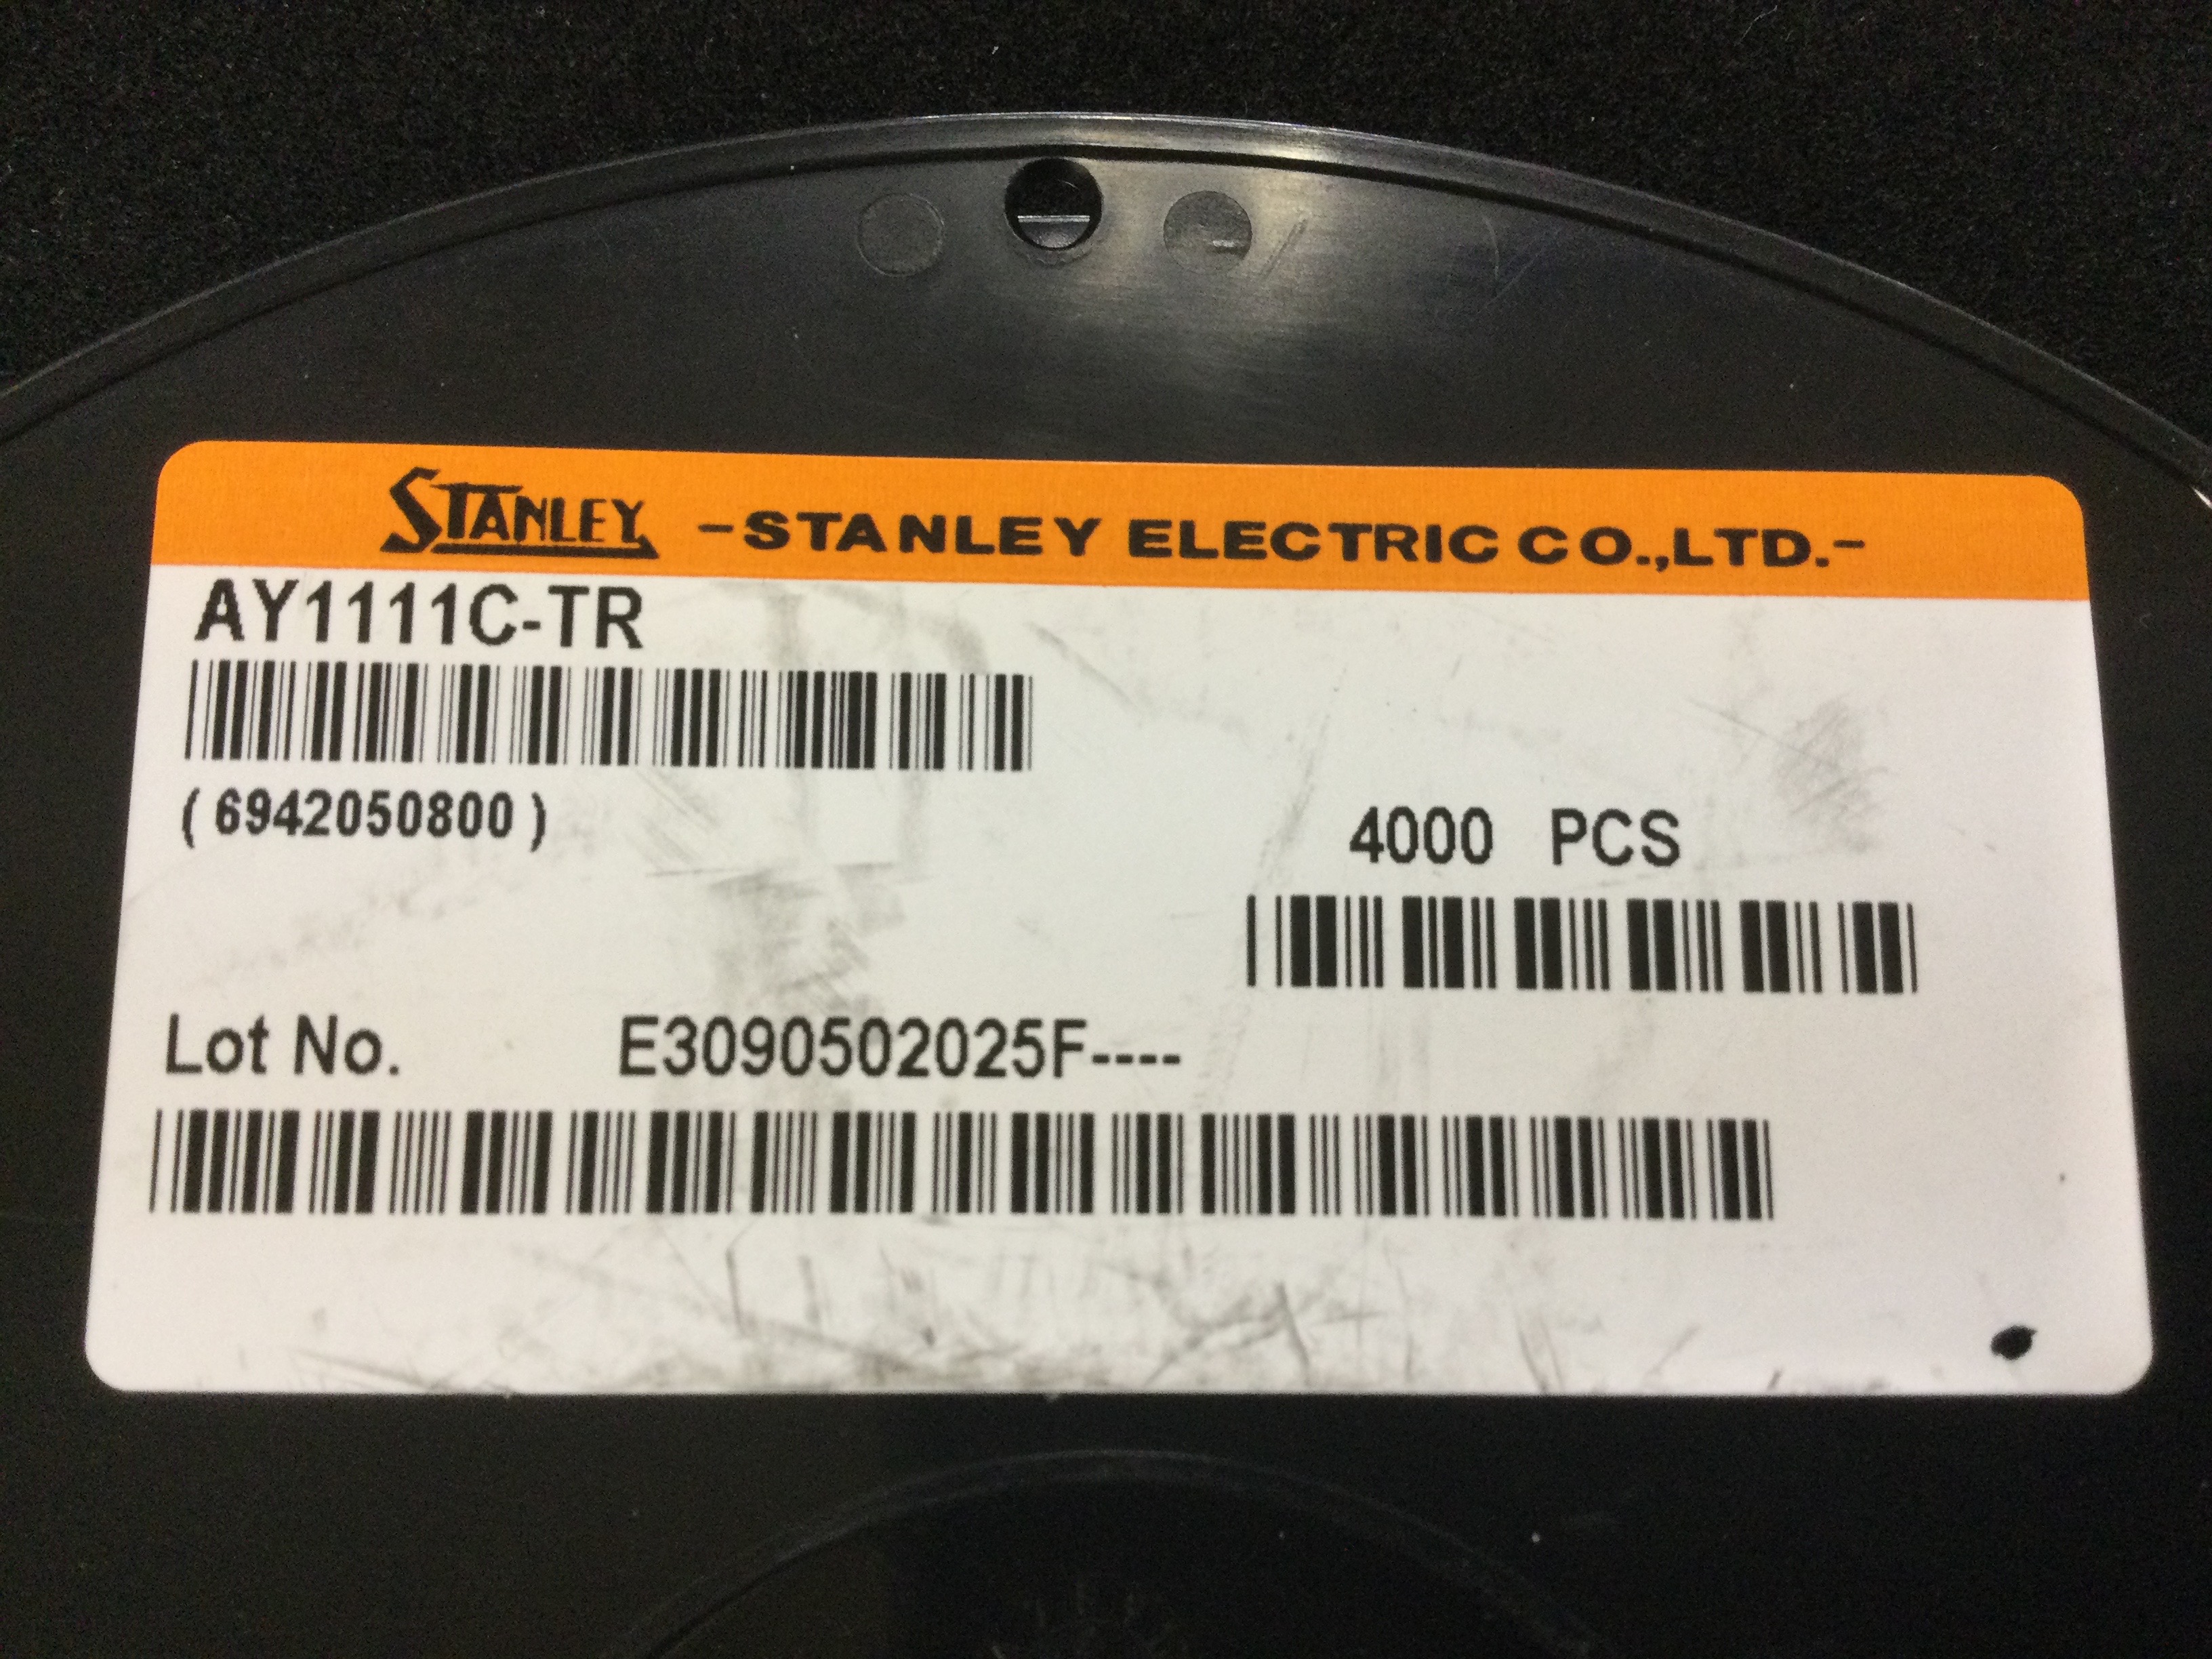 STANLEY -STANLEY ELECTRIC CO.,LTD.-
AY1111C-TR
( 6942050800 )
4000 PCS
Lot No. E3090502025F----